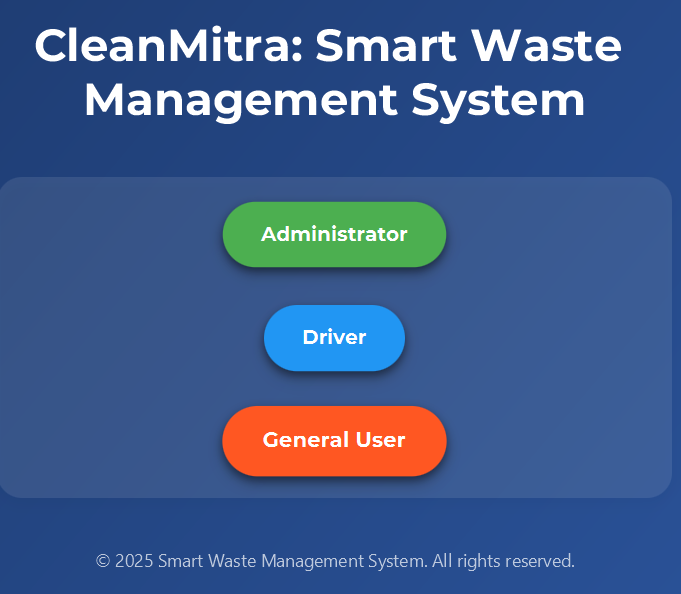 CleanMitra: Smart Waste
Management System
Administrator
Driver
General User
© 2025 Smart Waste Management System. All rights reserved.